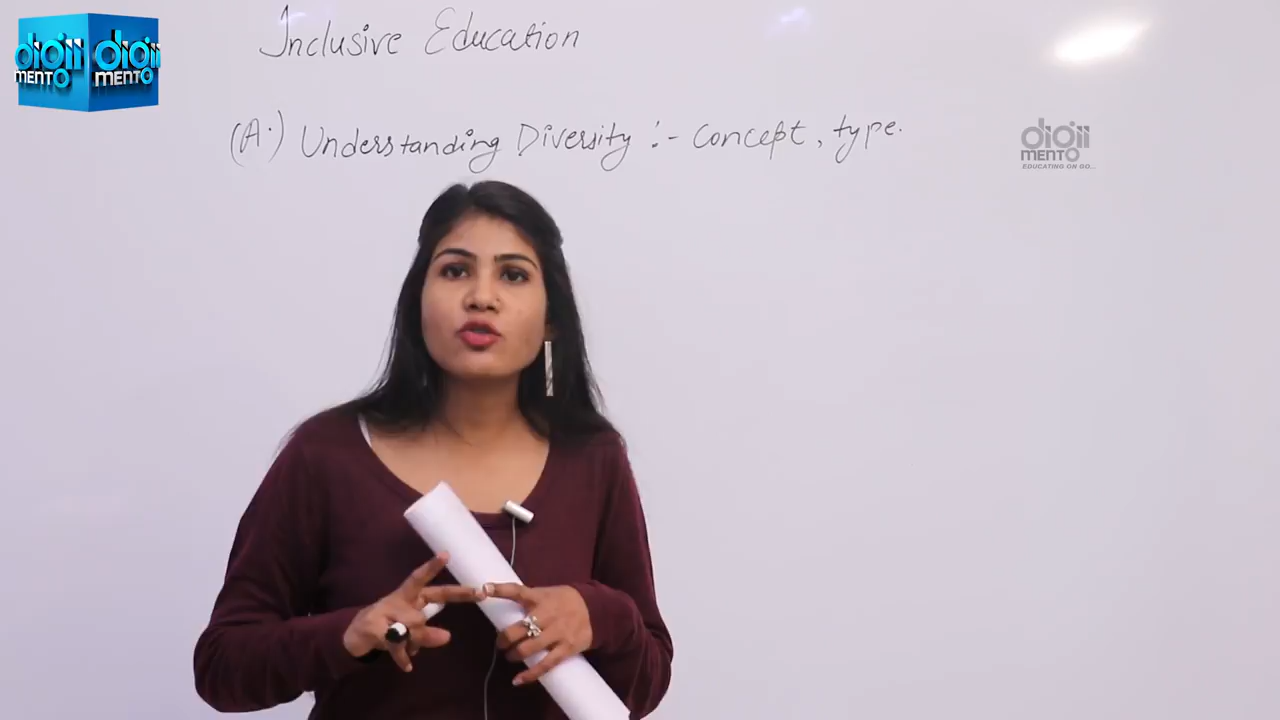 Inclusive Education
(A.) Understanding Diversity :- Concept, type.
digii digii
MENTO MENTO
digii
MENTO
EDUCATING ON GO...